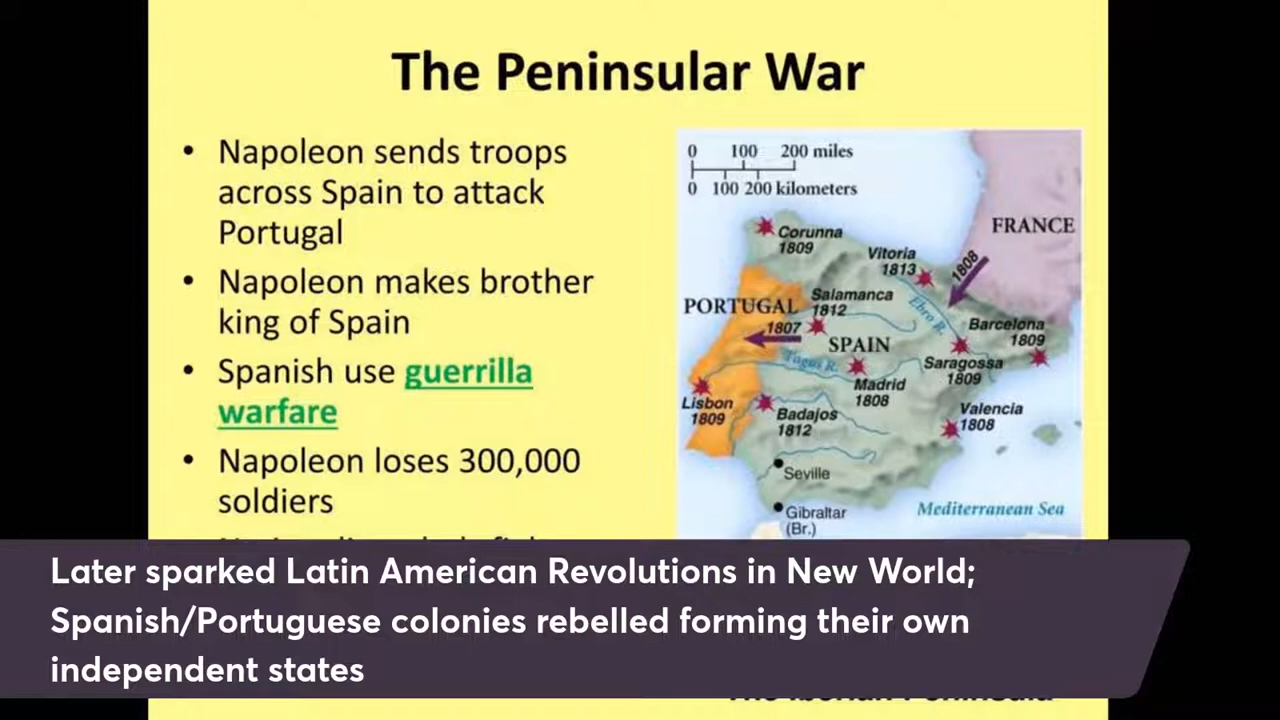 The Peninsular War
• Napoleon sends troops
across Spain to attack
Portugal
• Napoleon makes brother
king of Spain
• Spanish use guerrilla
warfare
• Napoleon loses 300,000
soldiers
0 100 200 miles
0 100 200 kilometers
FRANCE
Corunna
1809
Vitoria
1813
1808
PORTUGAL
Salamanca
1812
Ebro R.
1807
SPAIN
Barcelona
1809
Tagus R.
Saragossa
1809
Madrid
1808
Lisbon
1809
Badajos
1812
Valencia
1808
Seville
Gibraltar
(Br.)
Mediterranean Sea
Later sparked Latin American Revolutions in New World;
Spanish/Portuguese colonies rebelled forming their own
independent states